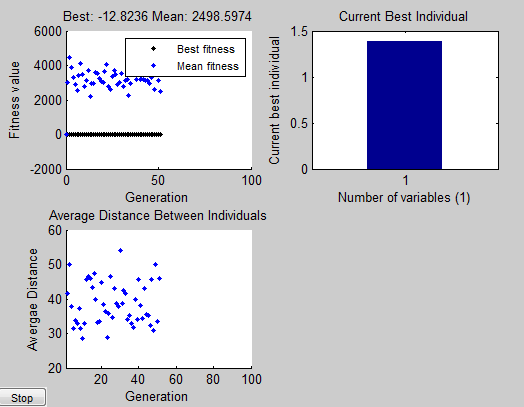 Best: -12.8236 Mean: 2498.5974
6000
4000
2000
0
-2000
Fitness value
Best fitness
Mean fitness
0
50
100
Generation
Current Best Individual
1.5
1
0.5
0
Current best individual
1
Number of variables (1)
Average Distance Between Individuals
60
50
40
30
20
Avergae Distance
20
40
60
80
100
Generation
Stop